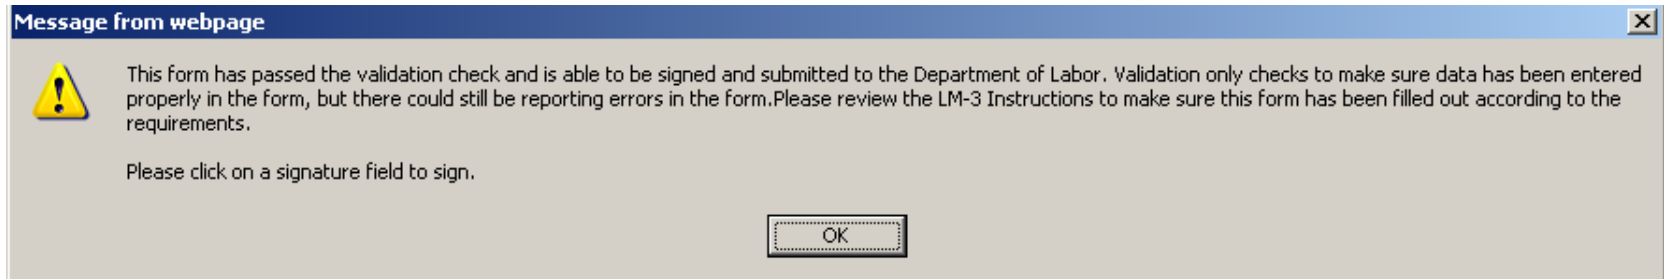 Message from webpage
This form has passed the validation check and is able to be signed and submitted to the Department of Labor. Validation only checks to make sure data has been entered
properly in the form, but there could still be reporting errors in the form.Please review the LM-3 Instructions to make sure this form has been filled out according to the
requirements.
Please click on a signature field to sign.
OK